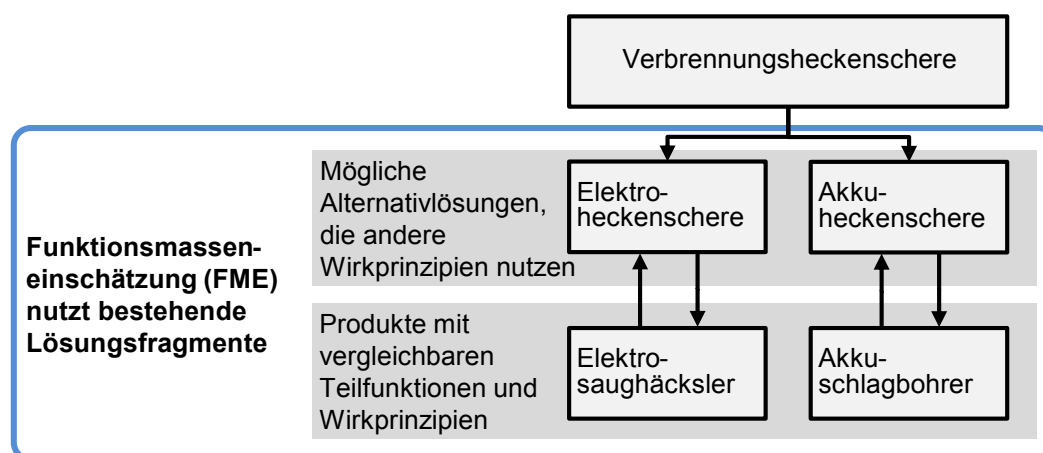 Verbrennungsheckenschere
Funktionsmassen-
einschätzung (FME)
nutzt bestehende
Lösungsfragmente
Mögliche
Alternativlösungen,
die andere
Wirkprinzipien nutzen
Elektro-
heckenschere
Akku-
heckenschere
Produkte mit
vergleichbaren
Teilfunktionen und
Wirkprinzipien
Elektro-
saughäcksler
Akku-
schlagbohrer